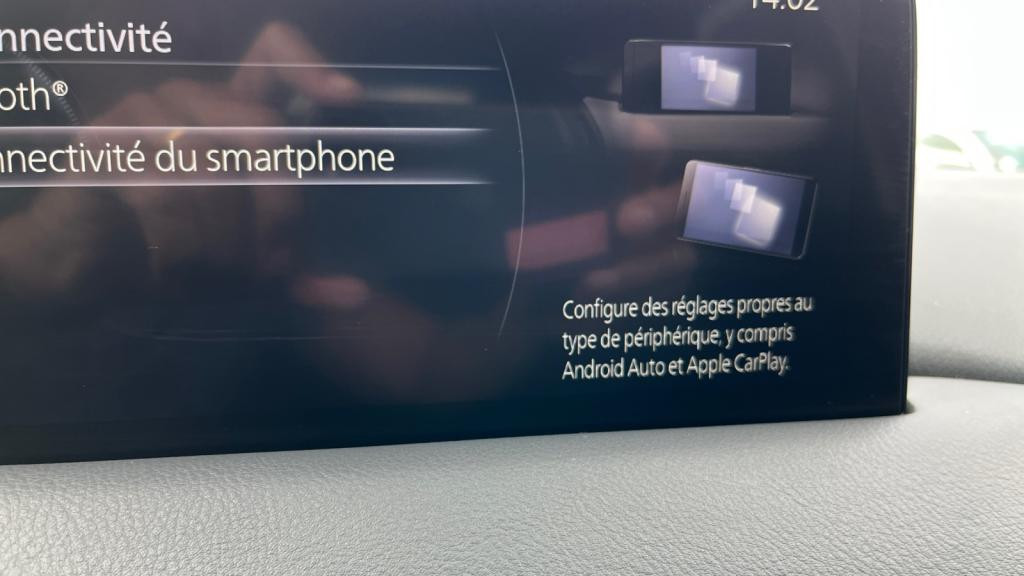 14:02
nnectivité
oth®
nnectivité du smartphone
Configure des réglages propres au
type de périphérique, y compris
Android Auto et Apple CarPlay.